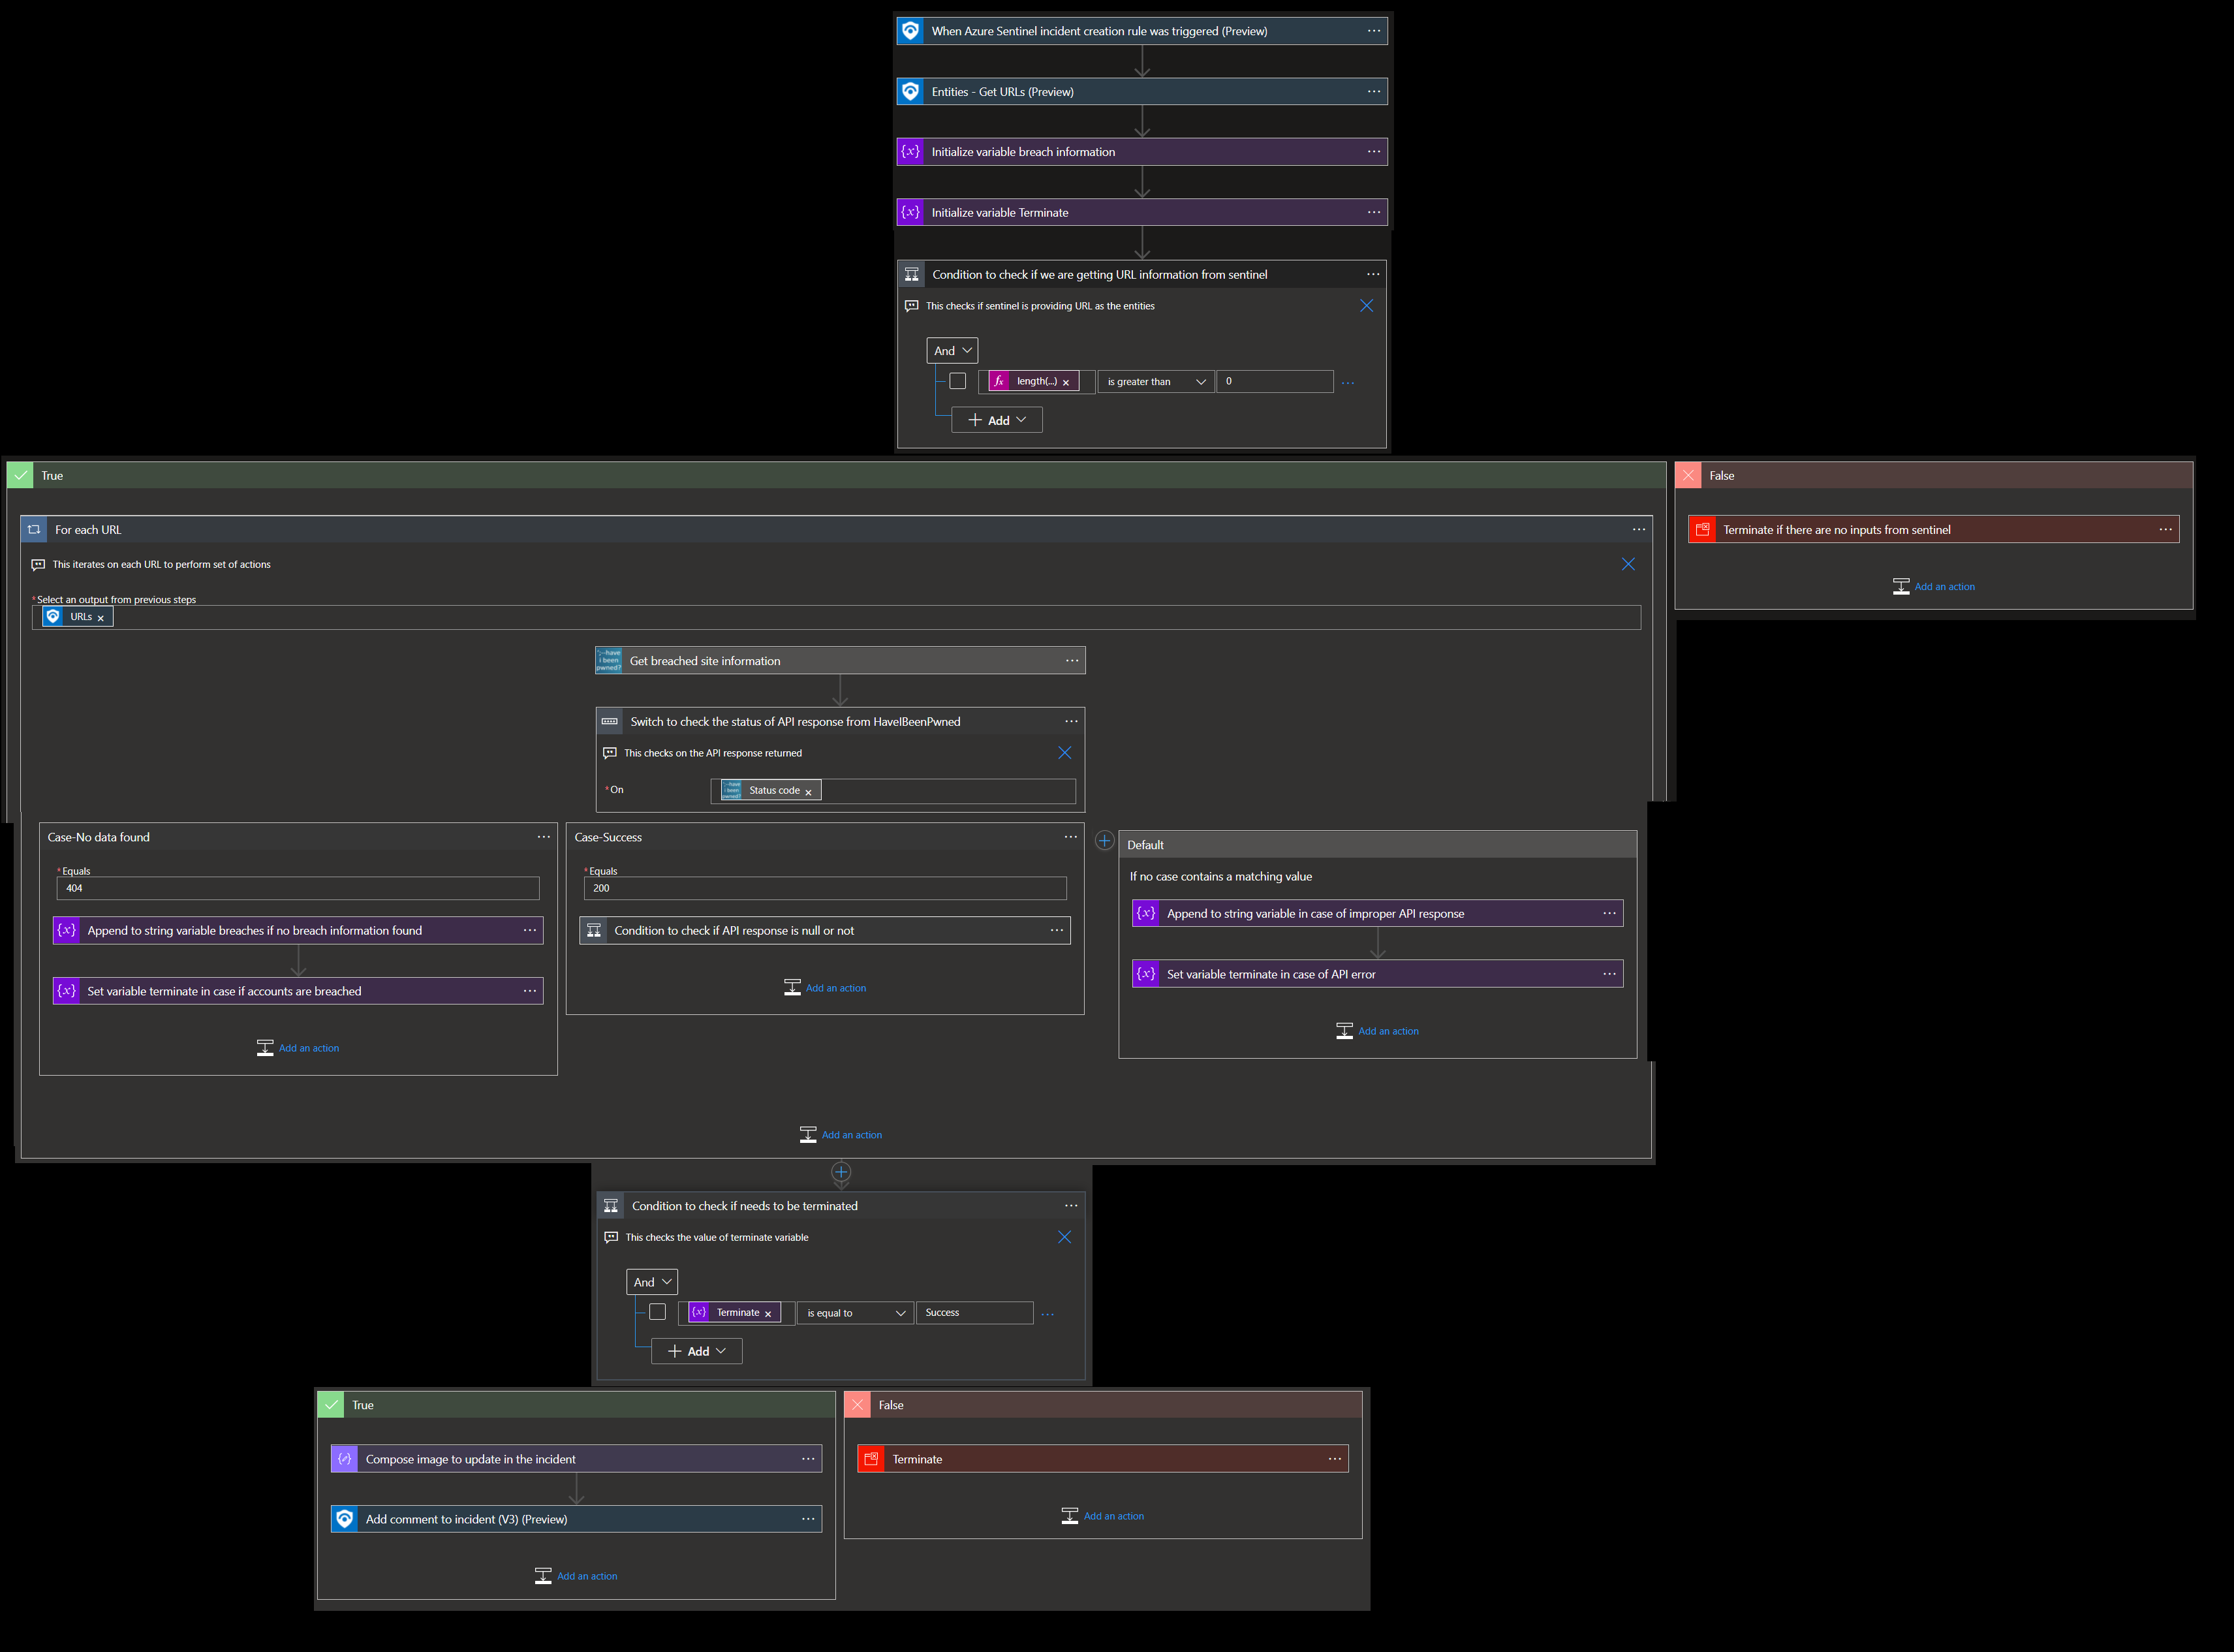 When Azure Sentinel incident creation rule was triggered (Preview)
Entities - Get URLs (Preview)
{x} Initialize variable breach information
{x} Initialize variable Terminate
Condition to check if we are getting URL information from sentinel
This checks if sentinel is providing URL as the entities
And
fx length(...) × is greater than 0
+ Add
True
False
For each URL
Terminate if there are no inputs from sentinel
This iterates on each URL to perform set of actions
Add an action
*Select an output from previous steps
URLs ×
';--have i been pwned? Get breached site information
Switch to check the status of API response from HaveIBeenPwned
This checks on the API response returned
*On
';--have i been pwned? Status code ×
Case-No data found
*Equals
404
{x} Append to string variable breaches if no breach information found
{x} Set variable terminate in case if accounts are breached
Add an action
Case-Success
*Equals
200
Condition to check if API response is null or not
Add an action
Default
If no case contains a matching value
{x} Append to string variable in case of improper API response
{x} Set variable terminate in case of API error
Add an action
Add an action
Condition to check if needs to be terminated
This checks the value of terminate variable
And
{x} Terminate × is equal to Success
+ Add
True
Compose image to update in the incident
Add comment to incident (V3) (Preview)
Add an action
False
Terminate
Add an action